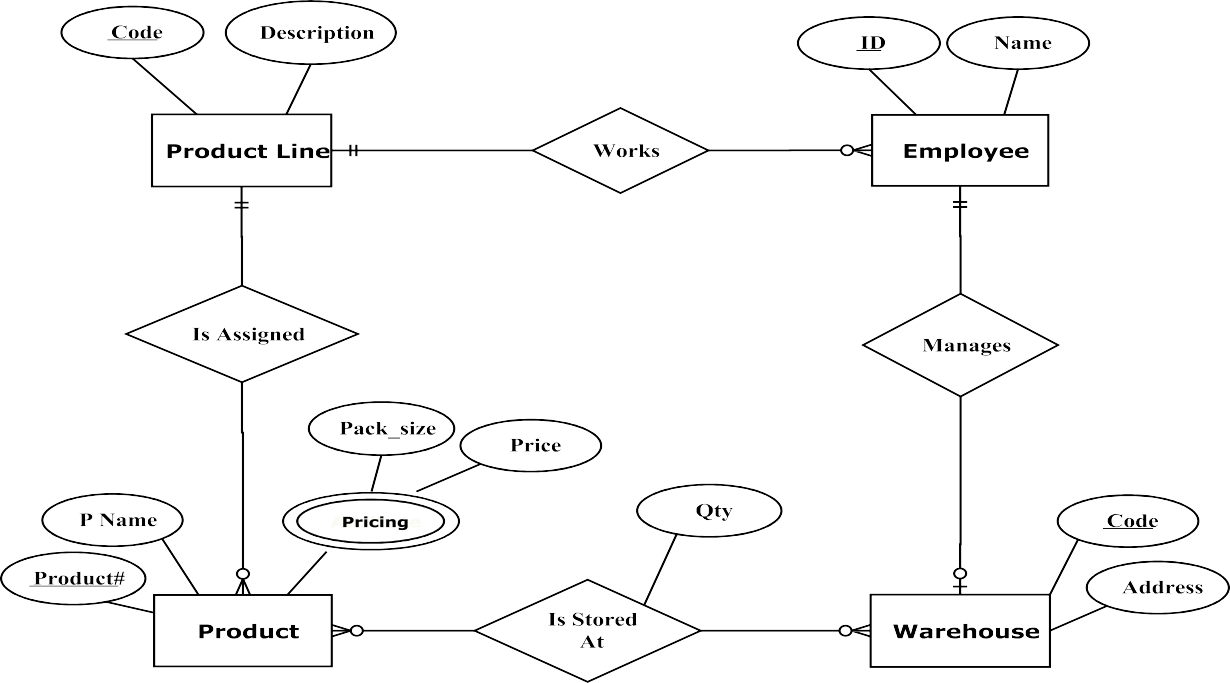 Code
Description
ID
Name
Product Line
Works
Employee
Is Assigned
Manages
Pack_size
Price
P Name
Pricing
Qty
Code
Product#
Address
Product
Is Stored
At
Warehouse